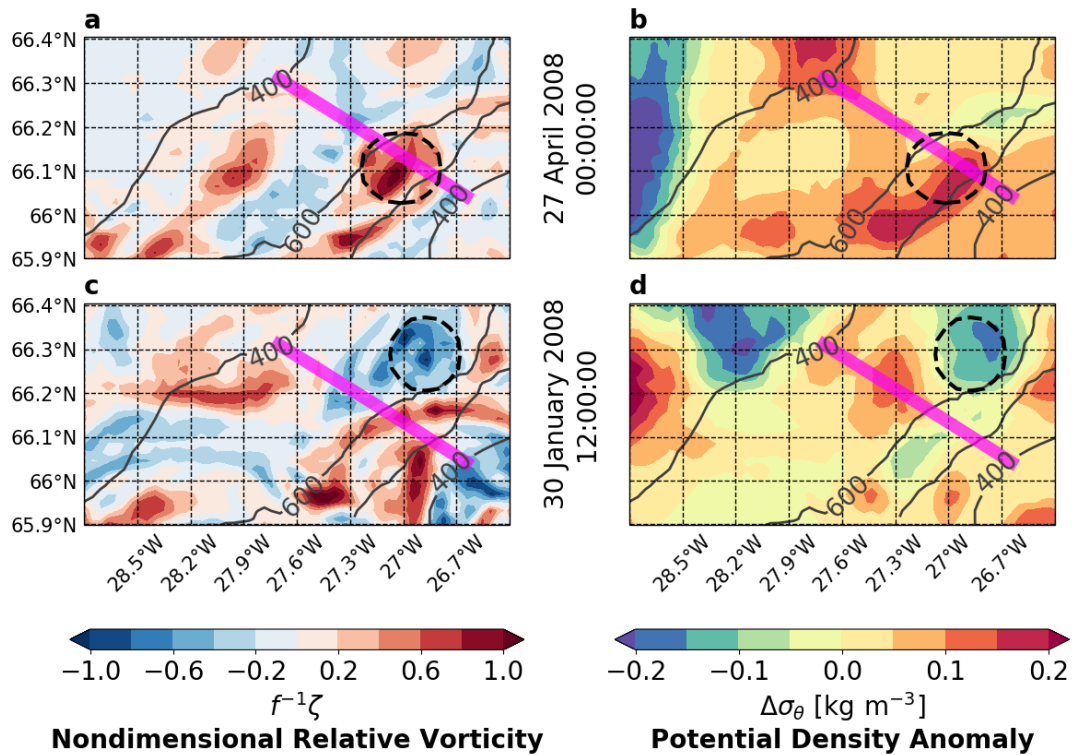 a
b
66.4°N
66.3°N
66.2°N
66.1°N
66°N
65.9°N
400
600
400
27 April 2008
00:00:00
400
600
400
c
d
66.4°N
66.3°N
66.2°N
66.1°N
66°N
65.9°N
400
600
400
30 January 2008
12:00:00
400
600
400
28.5°W
28.2°W
27.9°W
27.6°W
27.3°W
27°W
26.7°W
28.5°W
28.2°W
27.9°W
27.6°W
27.3°W
27°W
26.7°W
−1.0 −0.6 −0.2 0.2 0.6 1.0
−0.2 −0.1 0.0 0.1 0.2
f⁻¹ζ
Δσ_θ [kg m⁻³]
Nondimensional Relative Vorticity
Potential Density Anomaly